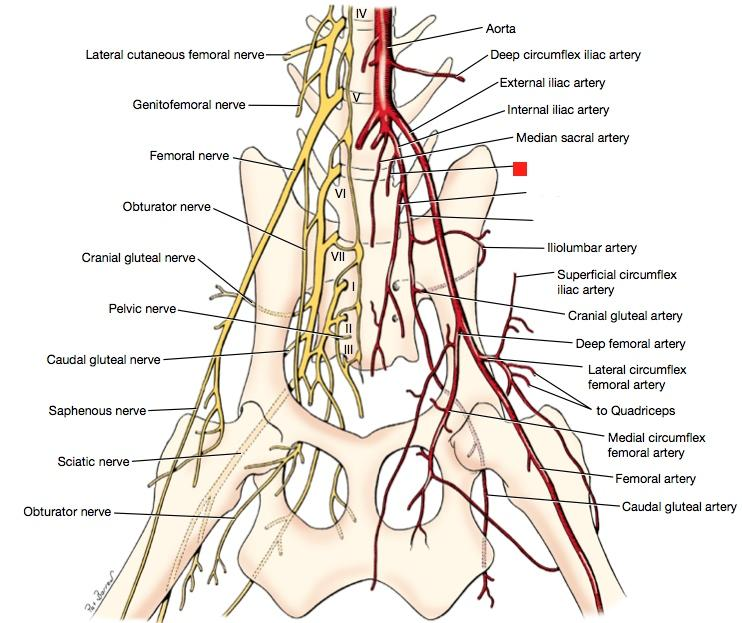 IV
Aorta
Lateral cutaneous femoral nerve
Deep circumflex iliac artery
External iliac artery
V
Genitofemoral nerve
Internal iliac artery
Median sacral artery
Femoral nerve
VI
Obturator nerve
Iliolumbar artery
Cranial gluteal nerve
VII
Superficial circumflex
iliac artery
I
Pelvic nerve
Cranial gluteal artery
II
Deep femoral artery
III
Caudal gluteal nerve
Lateral circumflex
femoral artery
Saphenous nerve
to Quadriceps
Medial circumflex
femoral artery
Sciatic nerve
Femoral artery
Caudal gluteal artery
Obturator nerve